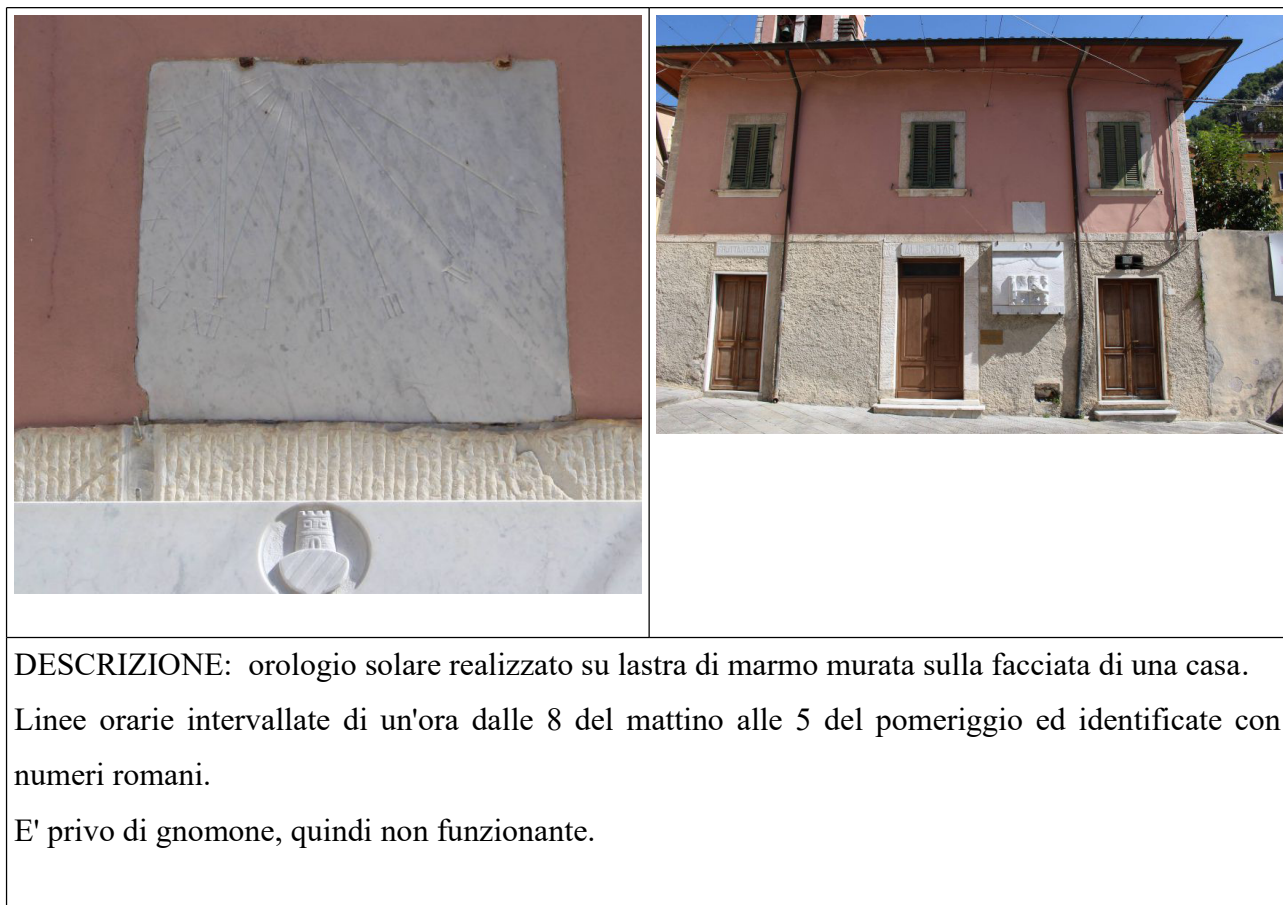 DESCRIZIONE: orologio solare realizzato su lastra di marmo murata sulla facciata di una casa.
Linee orarie intervallate di un'ora dalle 8 del mattino alle 5 del pomeriggio ed identificate con
numeri romani.
E' privo di gnomone, quindi non funzionante.